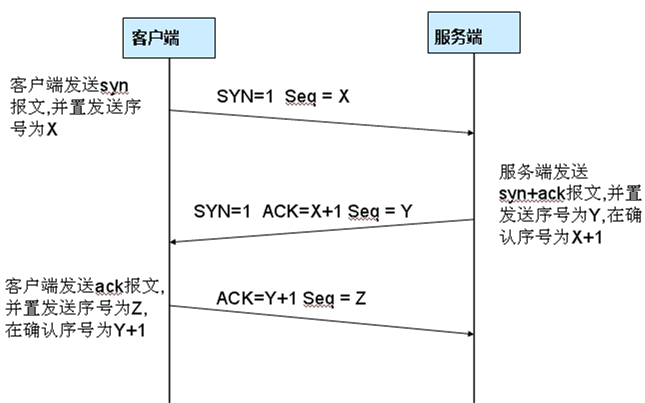 客户端
服务端
客户端发送syn
报文,并置发送序
号为X
SYN=1 Seq = X
服务端发送
syn+ack报文,并置
发送序号为Y,在确
认序号为X+1
SYN=1 ACK=X+1 Seq = Y
客户端发送ack报文,
并置发送序号为Z,
在确认序号为Y+1
ACK=Y+1 Seq = Z